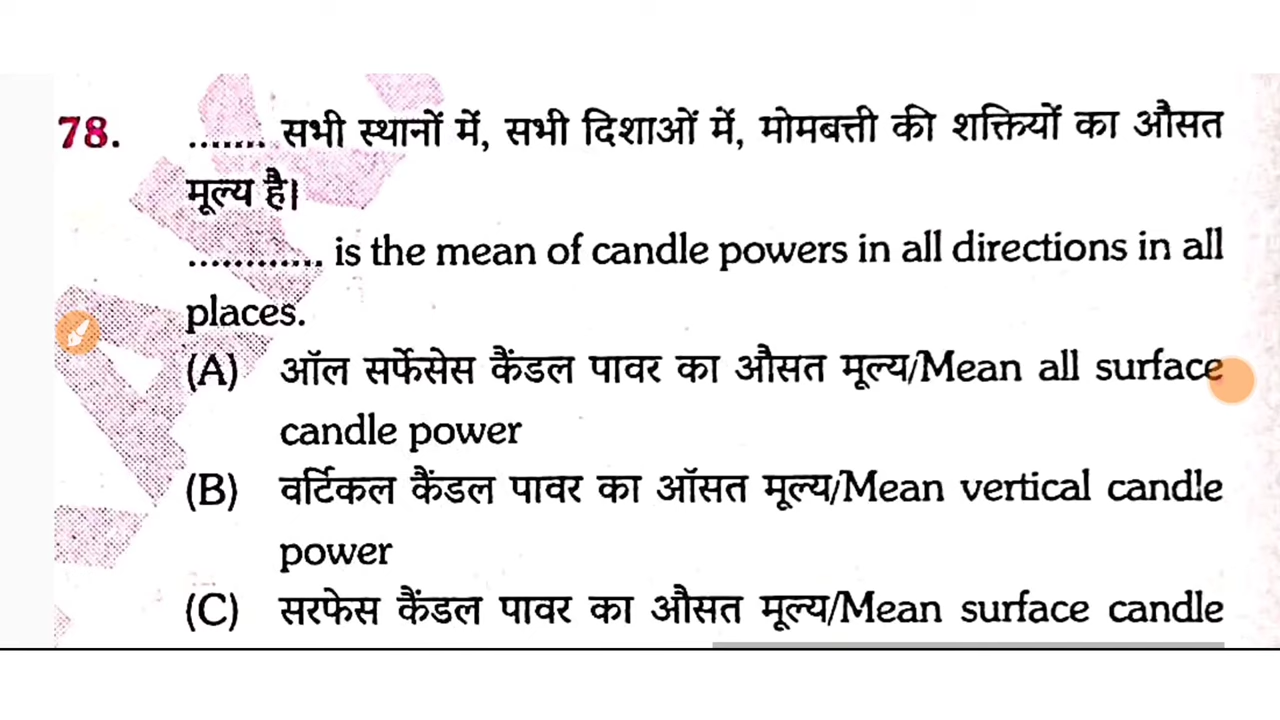 78. ........ सभी स्थानों में, सभी दिशाओं में, मोमबत्ती की शक्तियों का औसत
मूल्य है।
............ is the mean of candle powers in all directions in all
places.
(A) ऑल सर्फेसेस कैंडल पावर का औसत मूल्य/Mean all surface
candle power
(B) वर्टिकल कैंडल पावर का ऑसत मूल्य/Mean vertical candle
power
(C) सरफेस कैंडल पावर का औसत मूल्य/Mean surface candle